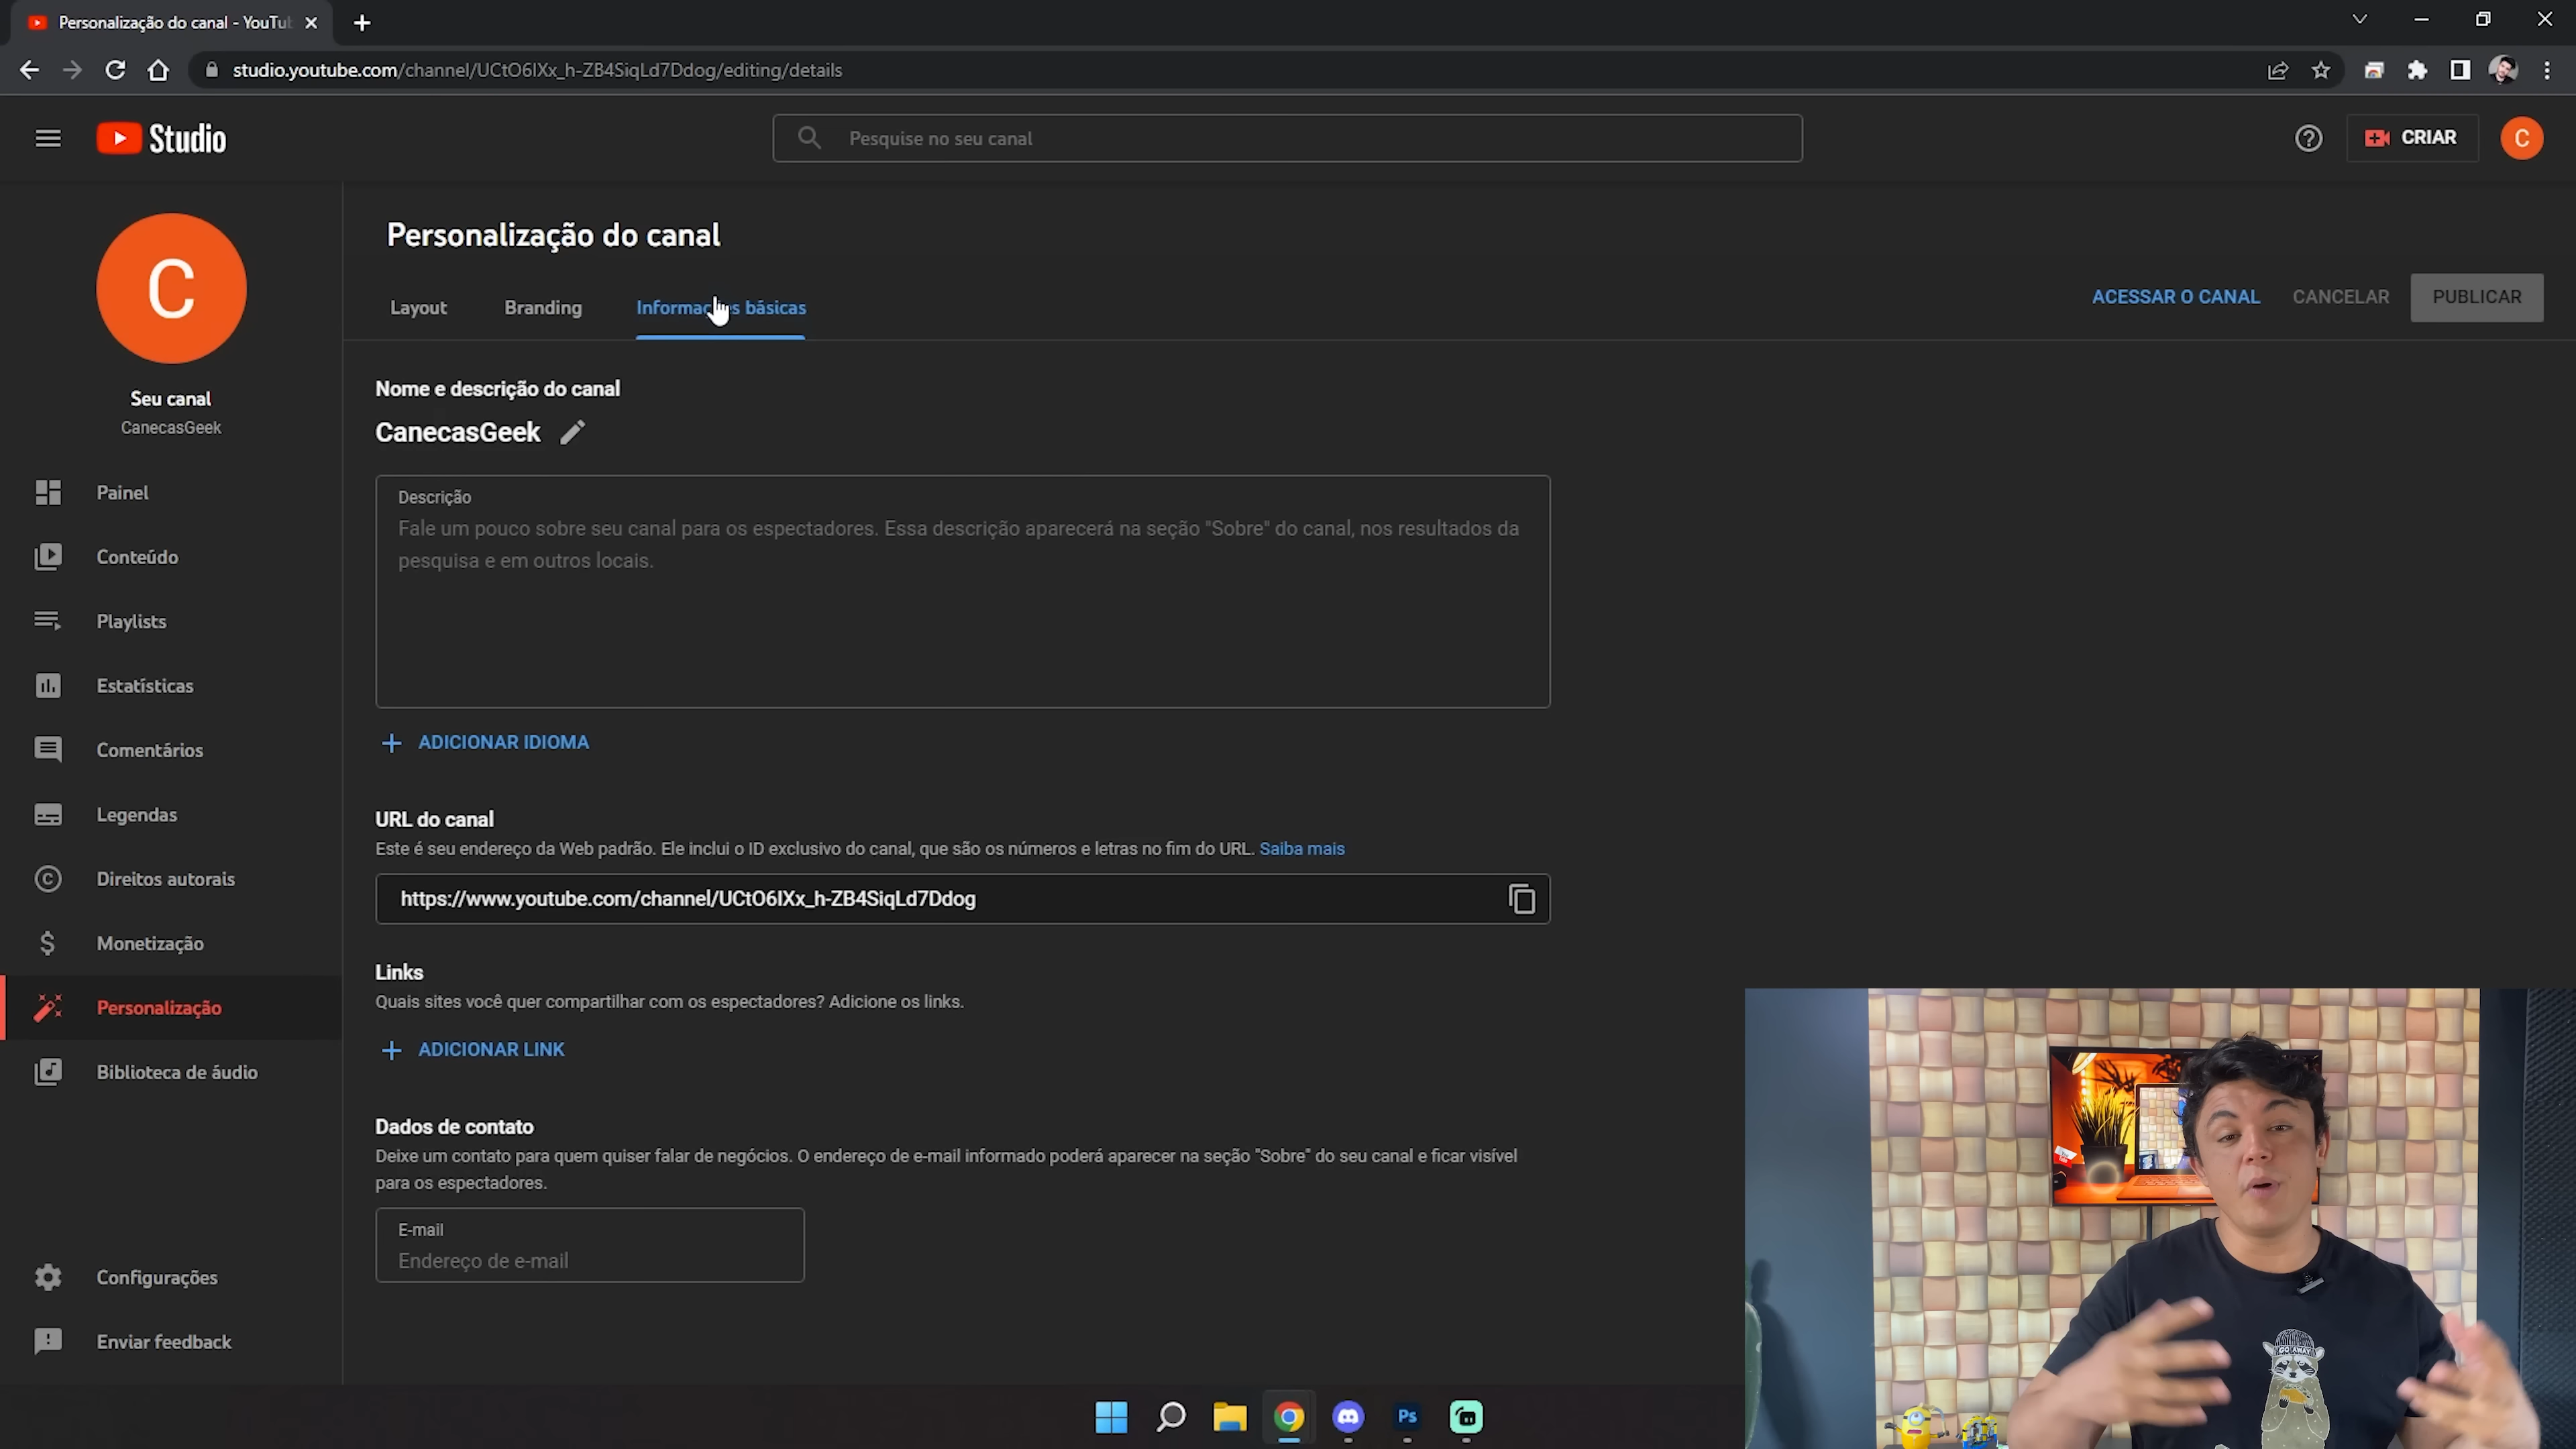 Personalização do canal - YouTu
studio.youtube.com/channel/UCtO6IXx_h-ZB4SiqLd7Ddog/editing/details
Studio
Pesquise no seu canal
CRIAR
C
C
Seu canal
CanecasGeek
Painel
Conteúdo
Playlists
Estatísticas
Comentários
Legendas
Direitos autorais
Monetização
Personalização
Biblioteca de áudio
Configurações
Enviar feedback
Personalização do canal
Layout Branding Informações básicas
ACESSAR O CANAL CANCELAR PUBLICAR
Nome e descrição do canal
CanecasGeek
Descrição
Fale um pouco sobre seu canal para os espectadores. Essa descrição aparecerá na seção "Sobre" do canal, nos resultados da
pesquisa e em outros locais.
ADICIONAR IDIOMA
URL do canal
Este é seu endereço da Web padrão. Ele inclui o ID exclusivo do canal, que são os números e letras no fim do URL. Saiba mais
https://www.youtube.com/channel/UCtO6IXx_h-ZB4SiqLd7Ddog
Links
Quais sites você quer compartilhar com os espectadores? Adicione os links.
ADICIONAR LINK
Dados de contato
Deixe um contato para quem quiser falar de negócios. O endereço de e-mail informado poderá aparecer na seção "Sobre" do seu canal e ficar visível
para os espectadores.
E-mail
Endereço de e-mail
Ps
GO AWAY